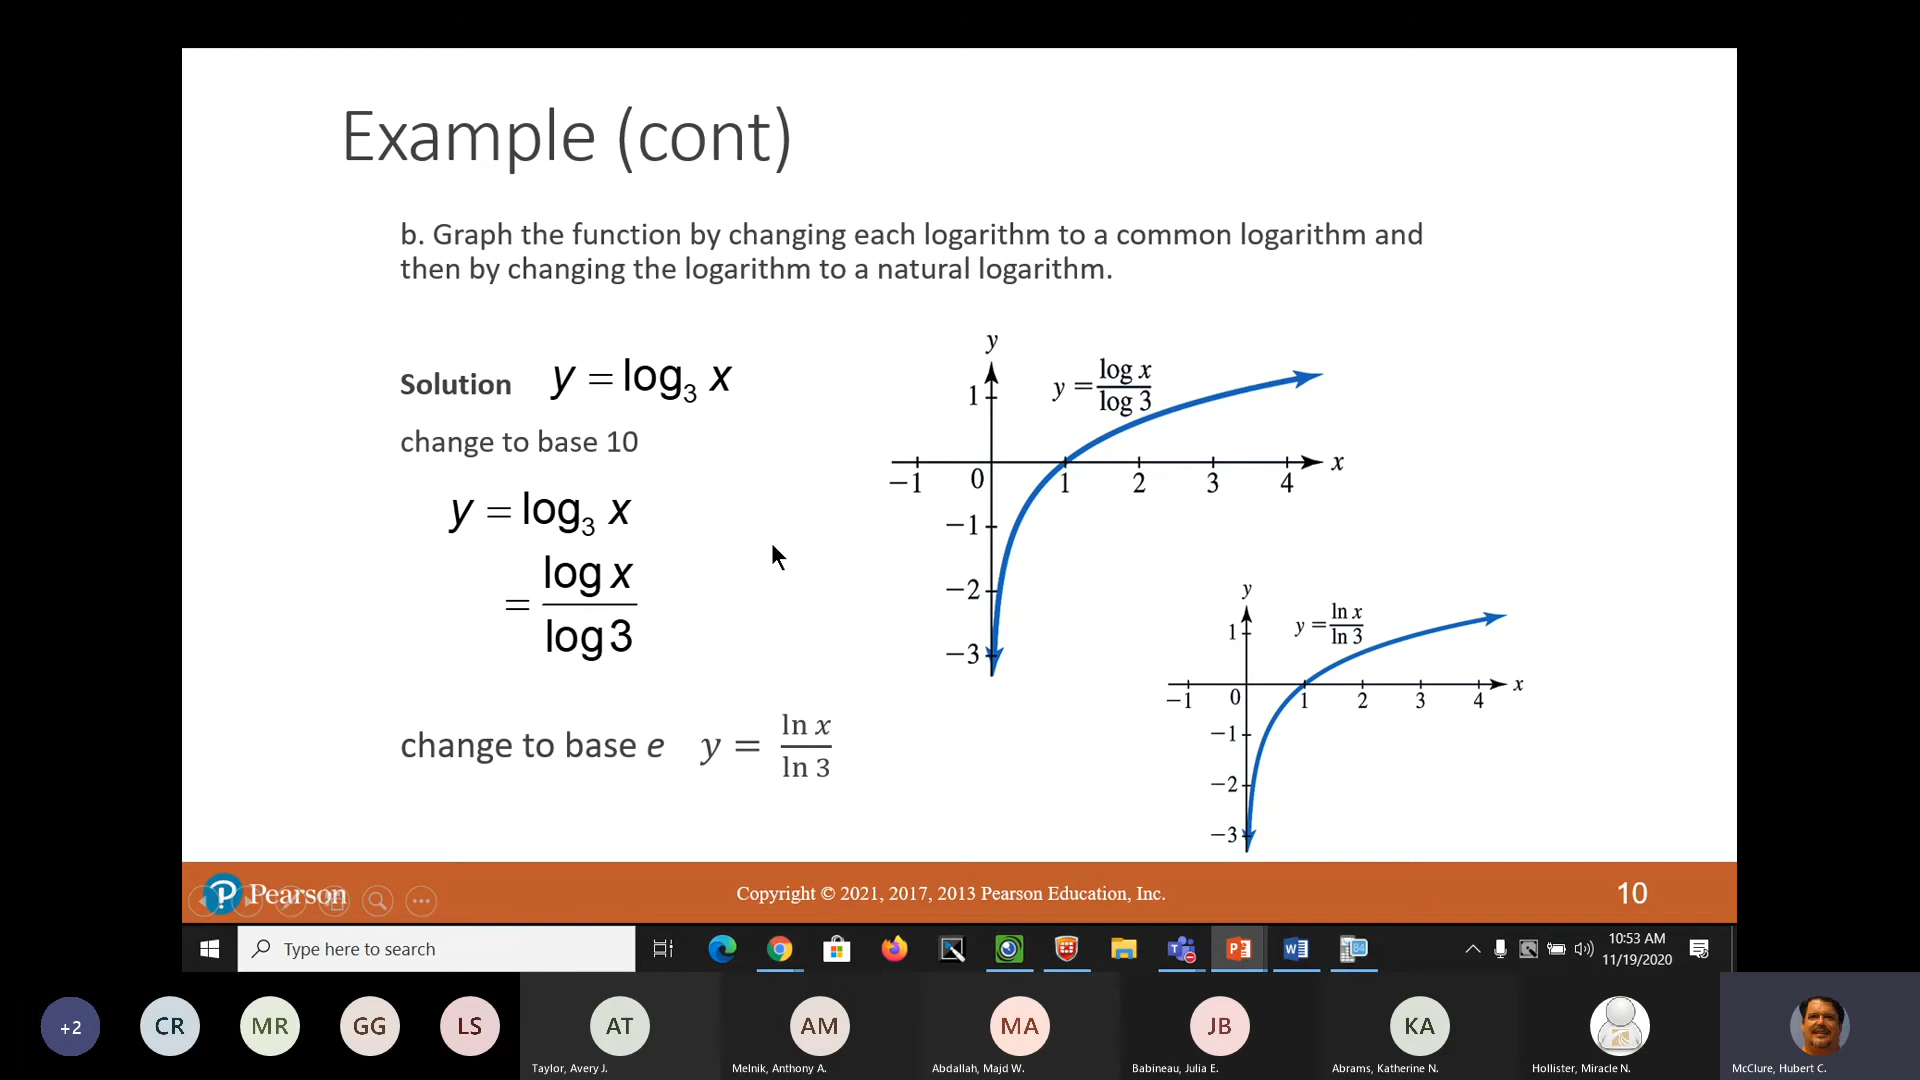 Example (cont)
b. Graph the function by changing each logarithm to a common logarithm and
then by changing the logarithm to a natural logarithm.
Solution y = log₃ x
change to base 10
y = log₃ x
= log x
log 3
change to base e y = ln x
ln 3
y
y = log x
log 3
1
−1 0 1 2 3 4 x
−1
−2
−3
y
y = ln x
ln 3
1
−1 0 1 2 3 4 x
−1
−2
−3
Pearson
Copyright © 2021, 2017, 2013 Pearson Education, Inc.
10
Type here to search
10:53 AM
11/19/2020
+2 CR MR GG LS AT AM MA JB KA
Taylor, Avery J. Melnik, Anthony A. Abdallah, Majd W. Babineau, Julia E. Abrams, Katherine N. Hollister, Miracle N. McClure, Hubert C.